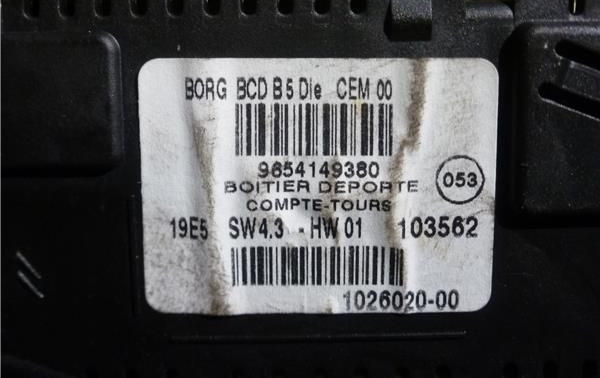 BORG BCD B5 Die CEM 00
9654149380
BOITIER DEPORTE
053
COMPTE-TOURS
19E5 SW4.3 - HW 01 103562
1026020-00